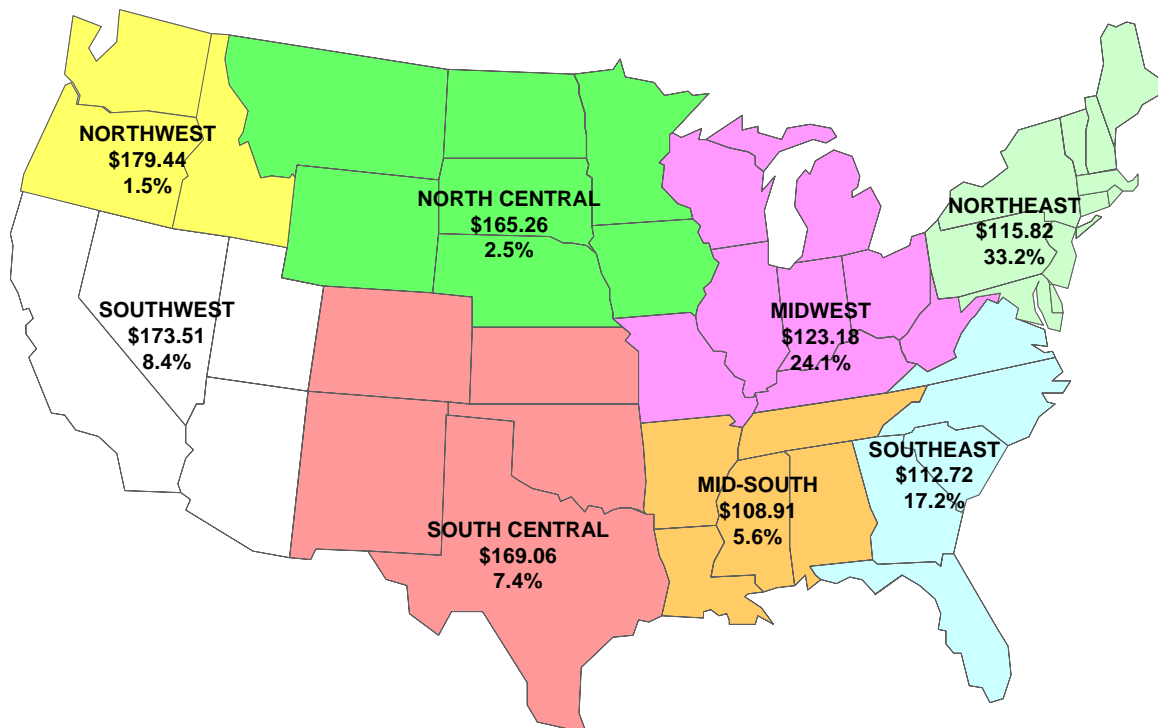 NORTHWEST
$179.44
1.5%
NORTH CENTRAL
$165.26
2.5%
NORTHEAST
$115.82
33.2%
SOUTHWEST
$173.51
8.4%
MIDWEST
$123.18
24.1%
SOUTHEAST
$112.72
17.2%
MID-SOUTH
$108.91
5.6%
SOUTH CENTRAL
$169.06
7.4%